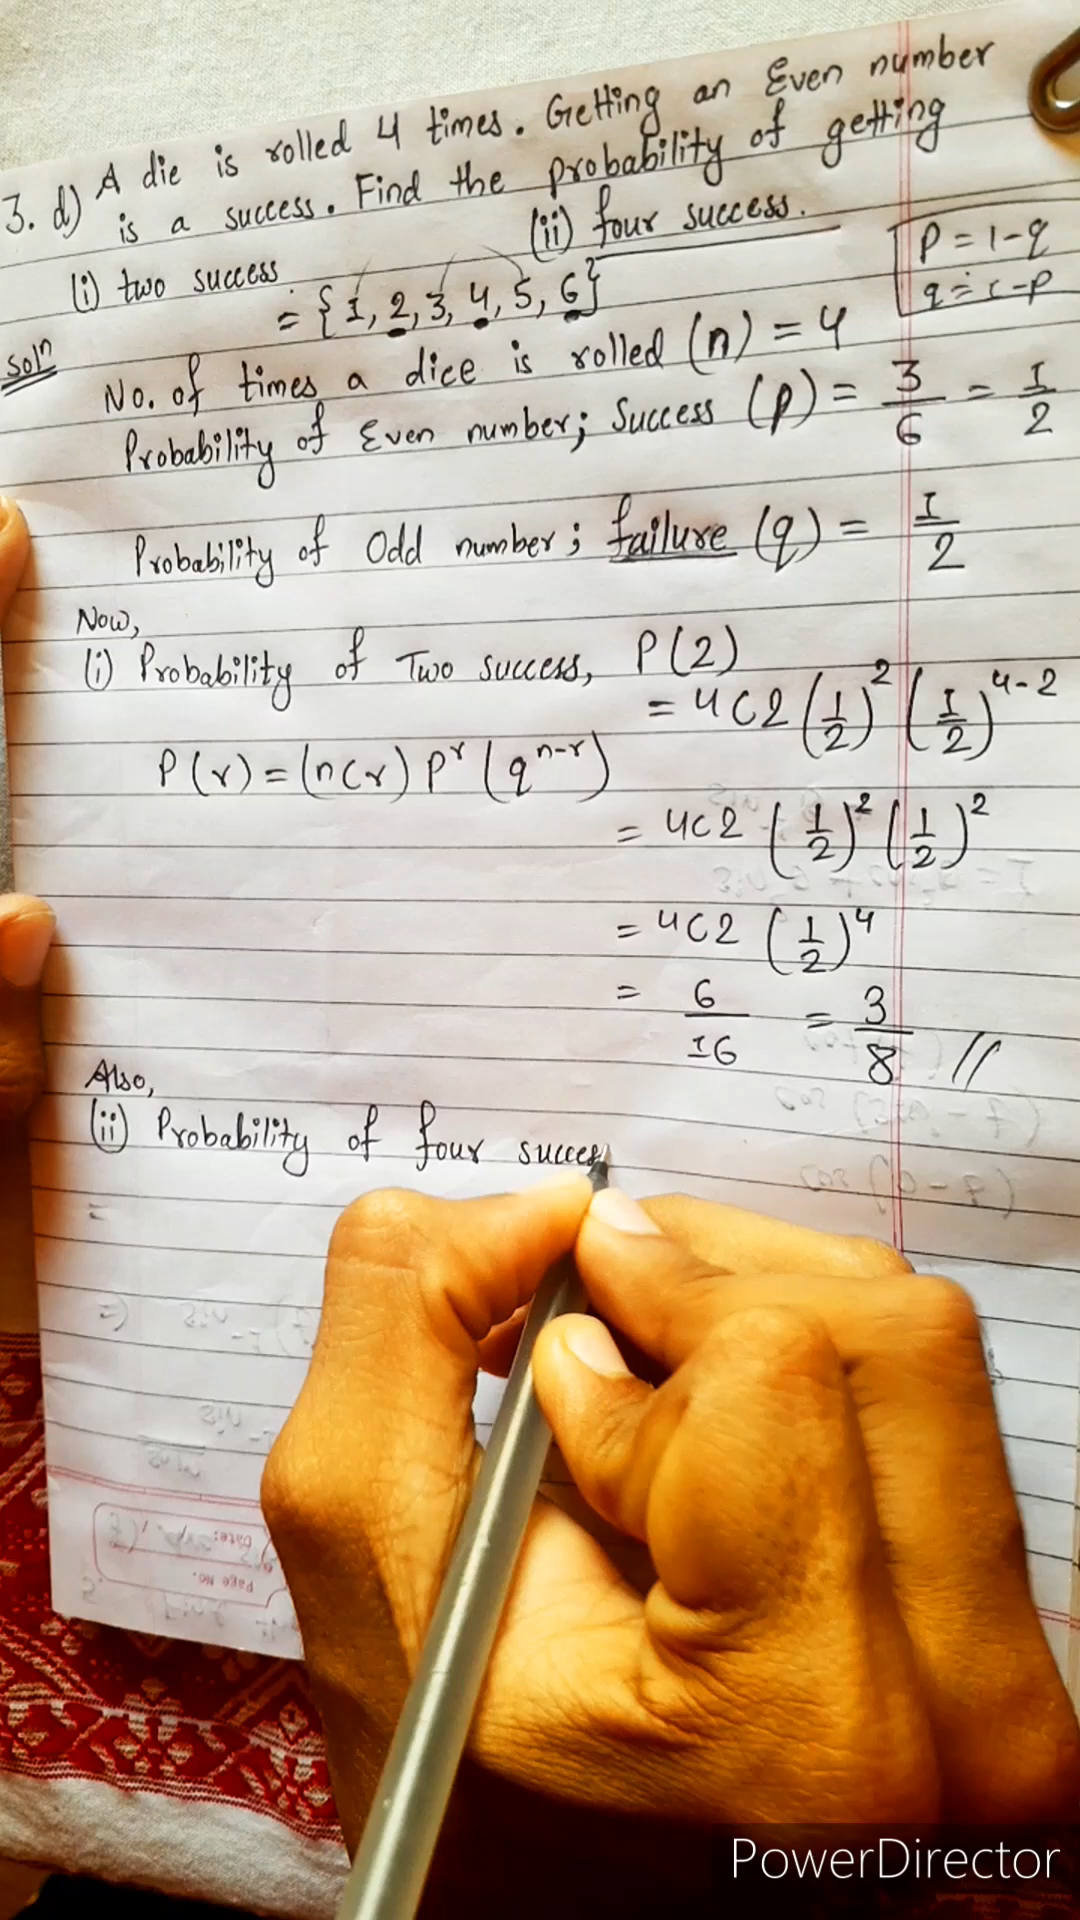 3. d) A die is rolled 4 times. Getting an Even number
is a success. Find the probability of getting
(i) two success. (ii) four success.
P = 1-q
q = 1-p
= {1, 2, 3, 4, 5, 6}
Soln
No. of times a dice is rolled (n) = 4
Probability of Even number; Success (p) = 3/6 = 1/2
Probability of Odd number; failure (q) = 1/2
Now,
(i) Probability of Two success, P(2)
= 4C2 (1/2)^2 (1/2)^4-2
P(r) = (nCr) P^r (q^n-r)
= 4C2 (1/2)^2 (1/2)^2
= 4C2 (1/2)^4
= 6/16 = 3/8 //
Also,
(ii) Probability of four succes
=
Date:
Page No.
PowerDirector